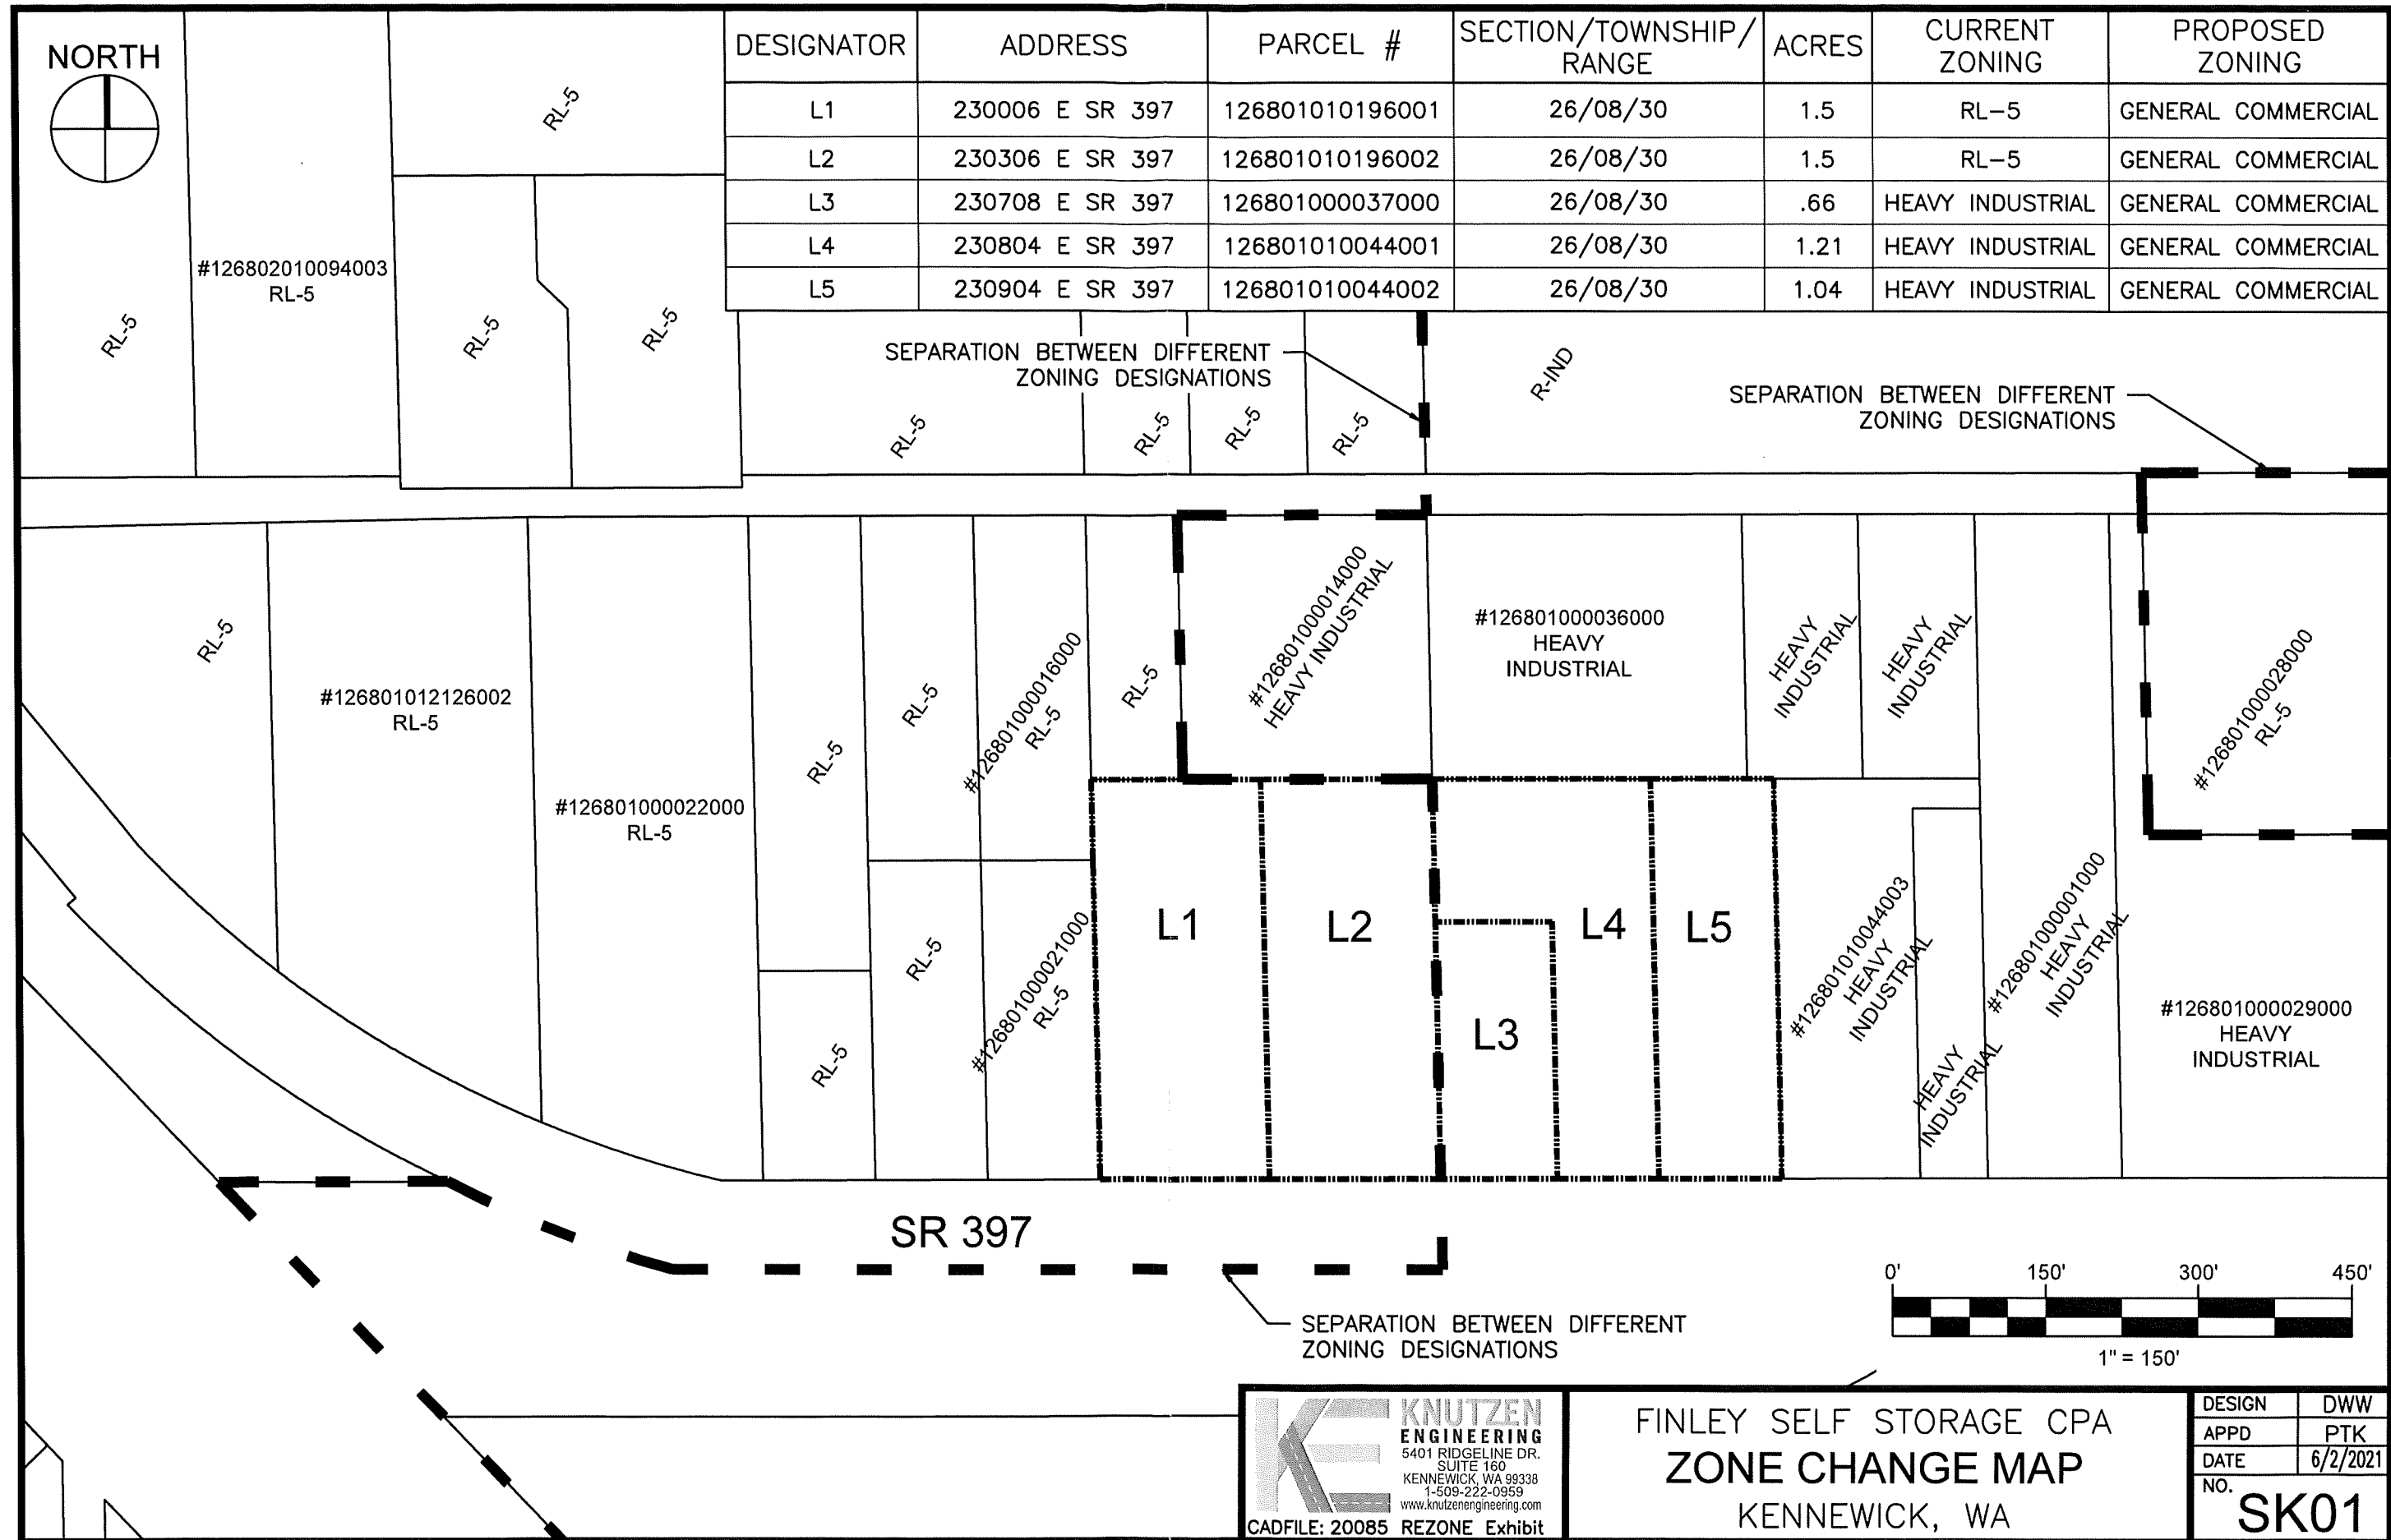 NORTH
DESIGNATOR ADDRESS PARCEL # SECTION/TOWNSHIP/ RANGE ACRES CURRENT ZONING PROPOSED ZONING
L1 230006 E SR 397 126801010196001 26/08/30 1.5 RL-5 GENERAL COMMERCIAL
L2 230306 E SR 397 126801010196002 26/08/30 1.5 RL-5 GENERAL COMMERCIAL
L3 230708 E SR 397 126801000037000 26/08/30 .66 HEAVY INDUSTRIAL GENERAL COMMERCIAL
L4 230804 E SR 397 126801010044001 26/08/30 1.21 HEAVY INDUSTRIAL GENERAL COMMERCIAL
L5 230904 E SR 397 126801010044002 26/08/30 1.04 HEAVY INDUSTRIAL GENERAL COMMERCIAL
RL-5
#126802010094003
RL-5
RL-5
RL-5
RL-5
SEPARATION BETWEEN DIFFERENT
ZONING DESIGNATIONS
R-IND
SEPARATION BETWEEN DIFFERENT
ZONING DESIGNATIONS
RL-5
RL-5
RL-5
RL-5
RL-5
#126801012126002
RL-5
#126801000022000
RL-5
RL-5
RL-5
#126801000016000
RL-5
RL-5
#126801000014000
HEAVY INDUSTRIAL
#126801000036000
HEAVY
INDUSTRIAL
HEAVY
INDUSTRIAL
HEAVY
INDUSTRIAL
#126801000028000
RL-5
RL-5
RL-5
#126801000021000
RL-5
L1
L2
L3
L4
L5
#126801010044003
HEAVY
INDUSTRIAL
HEAVY
INDUSTRIAL
#126801000001000
HEAVY
INDUSTRIAL
#126801000029000
HEAVY
INDUSTRIAL
SR 397
SEPARATION BETWEEN DIFFERENT
ZONING DESIGNATIONS
0' 150' 300' 450'
1" = 150'
KE
KNUTZEN
ENGINEERING
5401 RIDGELINE DR.
SUITE 160
KENNEWICK, WA 99338
1-509-222-0959
www.knutzenengineering.com
CADFILE: 20085 REZONE Exhibit
FINLEY SELF STORAGE CPA
ZONE CHANGE MAP
KENNEWICK, WA
DESIGN DWW
APPD PTK
DATE 6/2/2021
NO.
SK01